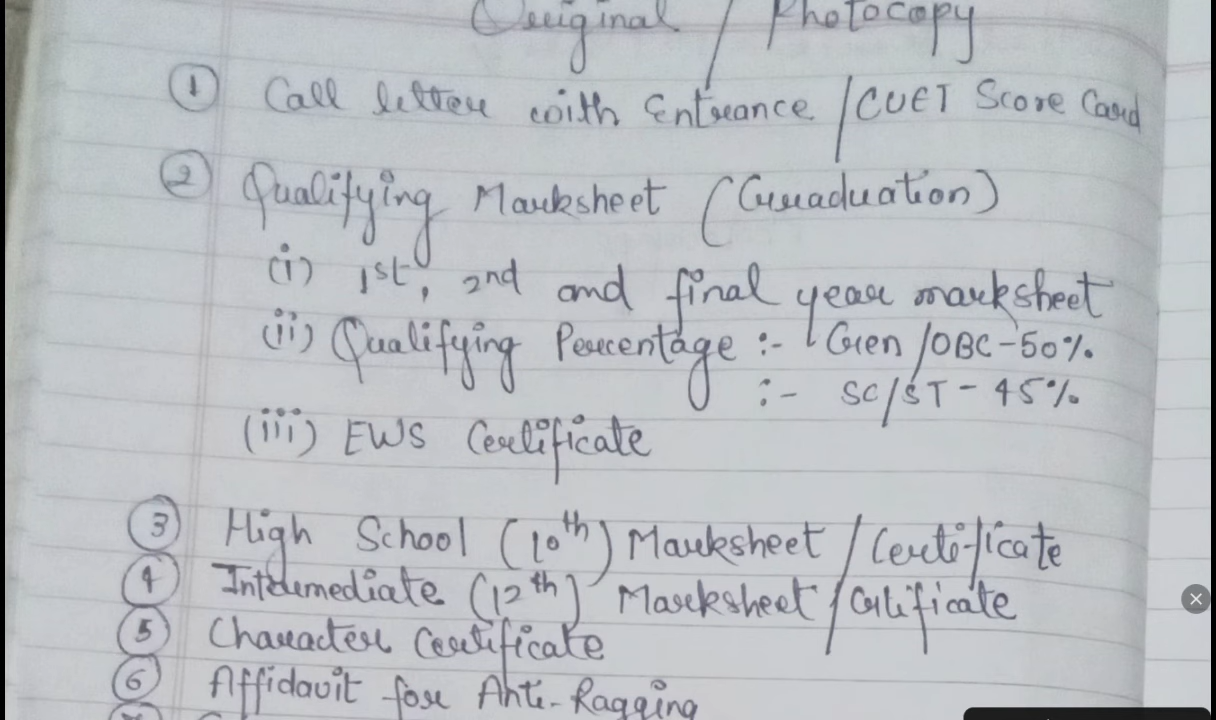 Original / Photocopy
① Call letter with Entrance / CUET Score Card
② Qualifying Marksheet (Graduation)
(i) 1st, 2nd and final year marksheet
(ii) Qualifying Percentage :- Gen / OBC - 50%
:- SC/ST - 45%
(iii) EWS Certificate
③ High School (10th) Marksheet / Certificate
④ Intermediate (12th) Marksheet / Certificate
⑤ Character Certificate
⑥ Affidavit for Anti-Ragging